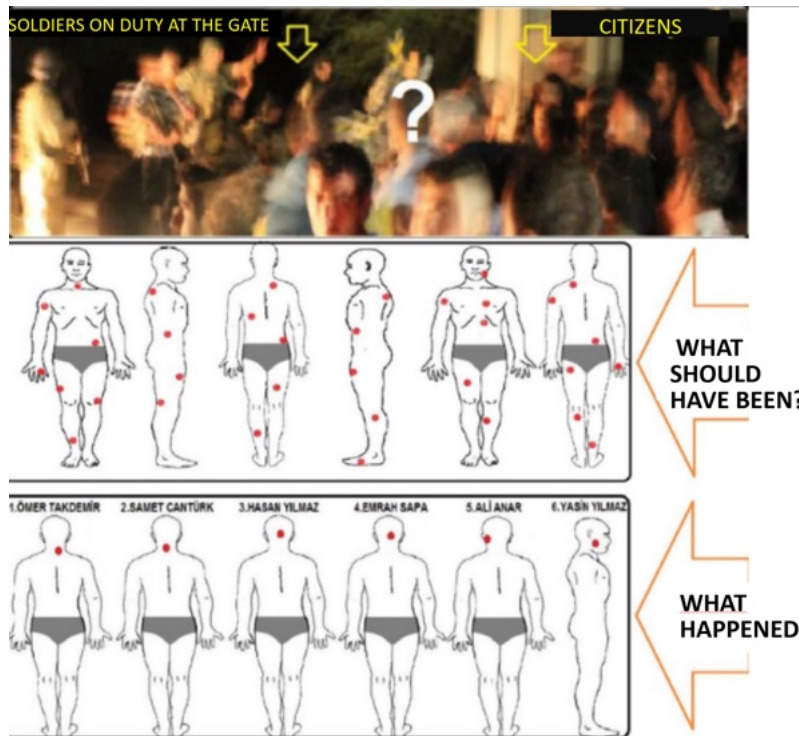 SOLDIERS ON DUTY AT THE GATE
CITIZENS
?
WHAT
SHOULD
HAVE BEEN?
1.ÖMER TAKDEMİR 2.SAMET CANTÜRK 3.HASAN YILMAZ 4.EMRAH SAPA 5.ALİ ANAR 6.YASİN YILMAZ
WHAT
HAPPENED